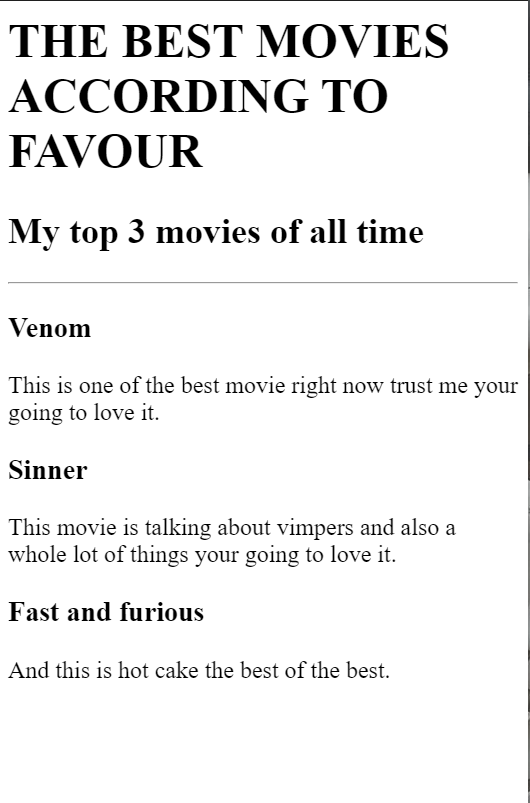 THE BEST MOVIES
ACCORDING TO
FAVOUR
My top 3 movies of all time
Venom
This is one of the best movie right now trust me your
going to love it.
Sinner
This movie is talking about vimpers and also a
whole lot of things your going to love it.
Fast and furious
And this is hot cake the best of the best.